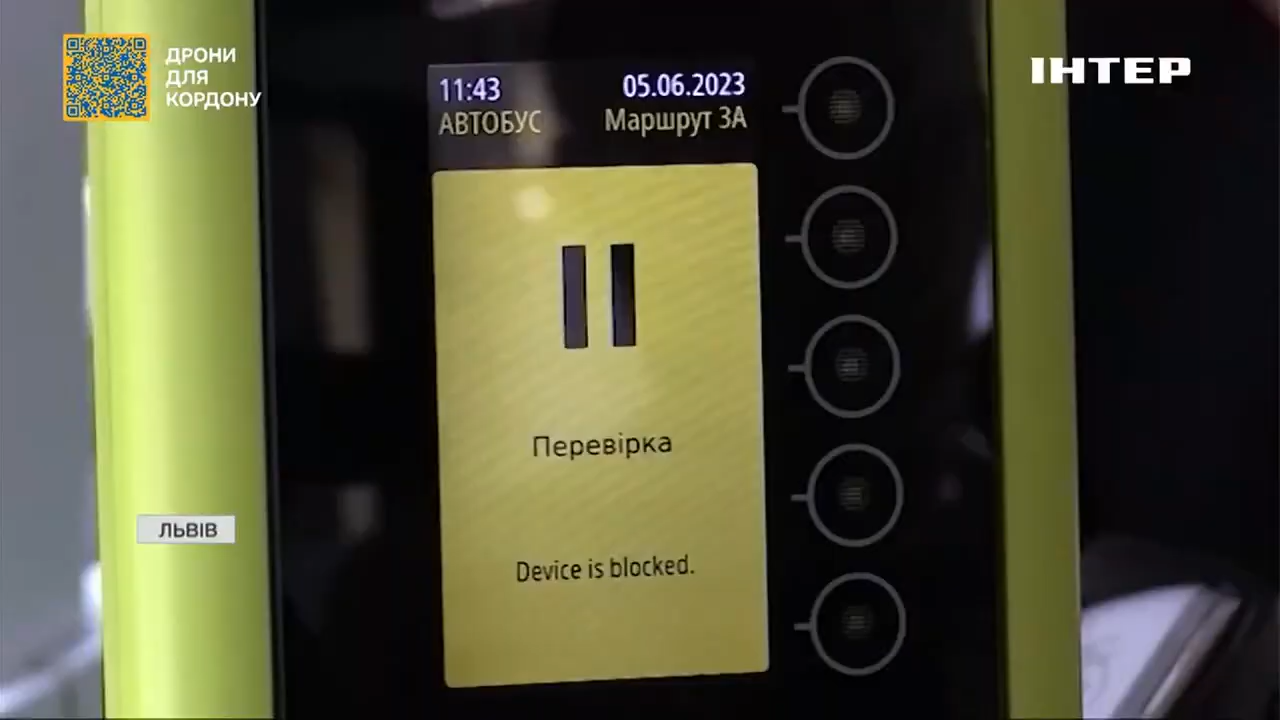 ДРОНИ
ДЛЯ
КОРДОНУ
ІНТЕР
11:43 05.06.2023
АВТОБУС Маршрут 3А
Перевірка
Device is blocked.
ЛЬВІВ